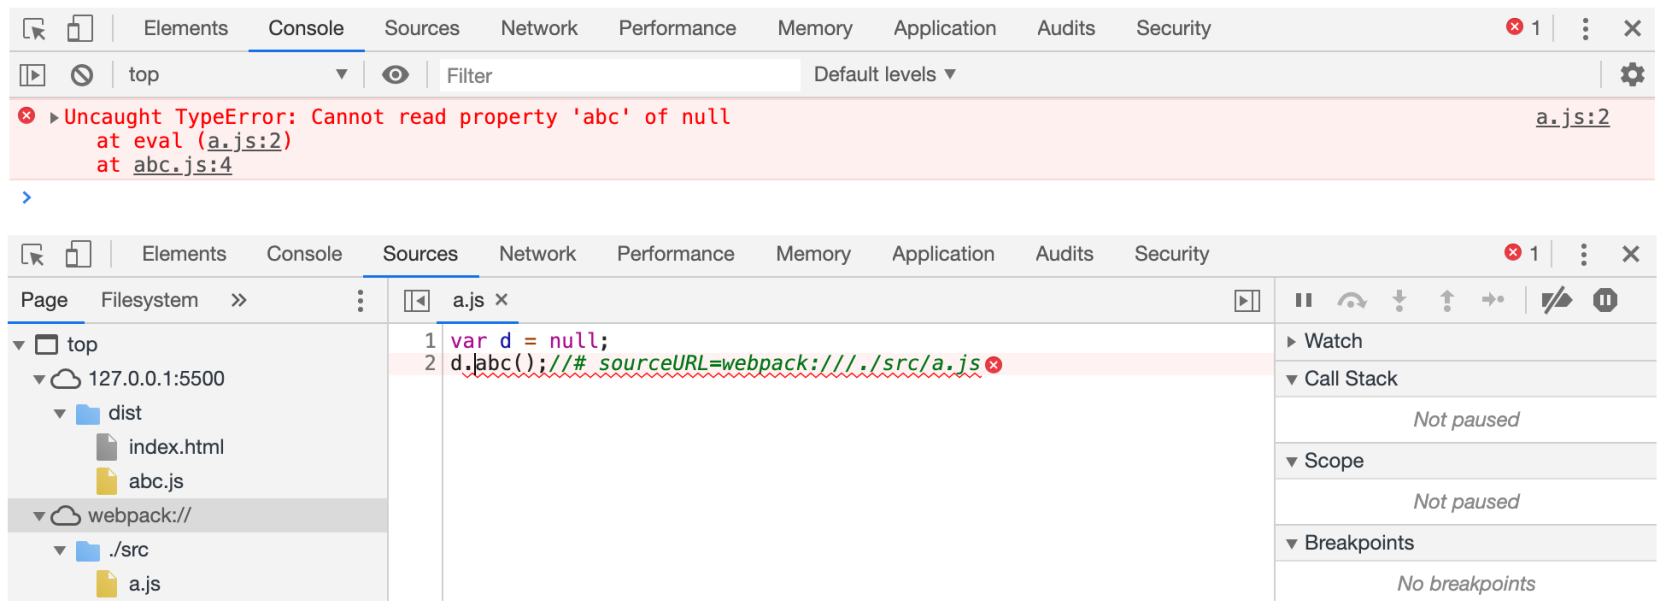 Elements Console Sources Network Performance Memory Application Audits Security 1
top Filter Default levels
Uncaught TypeError: Cannot read property 'abc' of null a.js:2
at eval (a.js:2)
at abc.js:4
Elements Console Sources Network Performance Memory Application Audits Security 1
Page Filesystem a.js
top
127.0.0.1:5500
dist
index.html
abc.js
webpack://
./src
a.js
1 var d = null;
2 d.abc();//# sourceURL=webpack:///./src/a.js
Watch
Call Stack
Not paused
Scope
Not paused
Breakpoints
No breakpoints